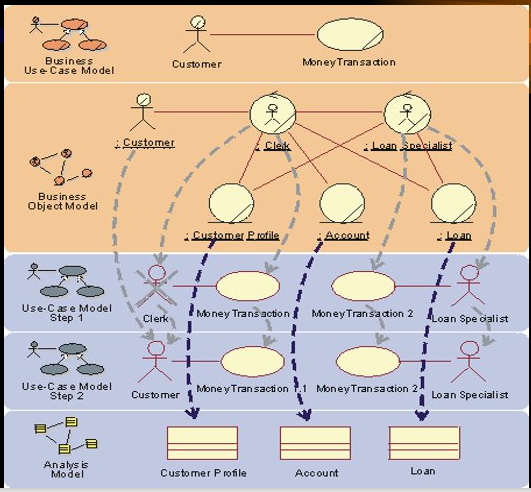 Customer
MoneyTransaction
Business
Use-Case Model
: Customer
: Clerk
: Loan Specialist
Business
Object Model
: Customer Profile
: Account
: Loan
Use-Case Model
Step 1
Clerk
MoneyTransaction
MoneyTransaction 2
Loan Specialist
Use-Case Model
Step 2
Customer
MoneyTransaction 1.1
MoneyTransaction 2
Loan Specialist
Analysis
Model
Customer Profile
Account
Loan